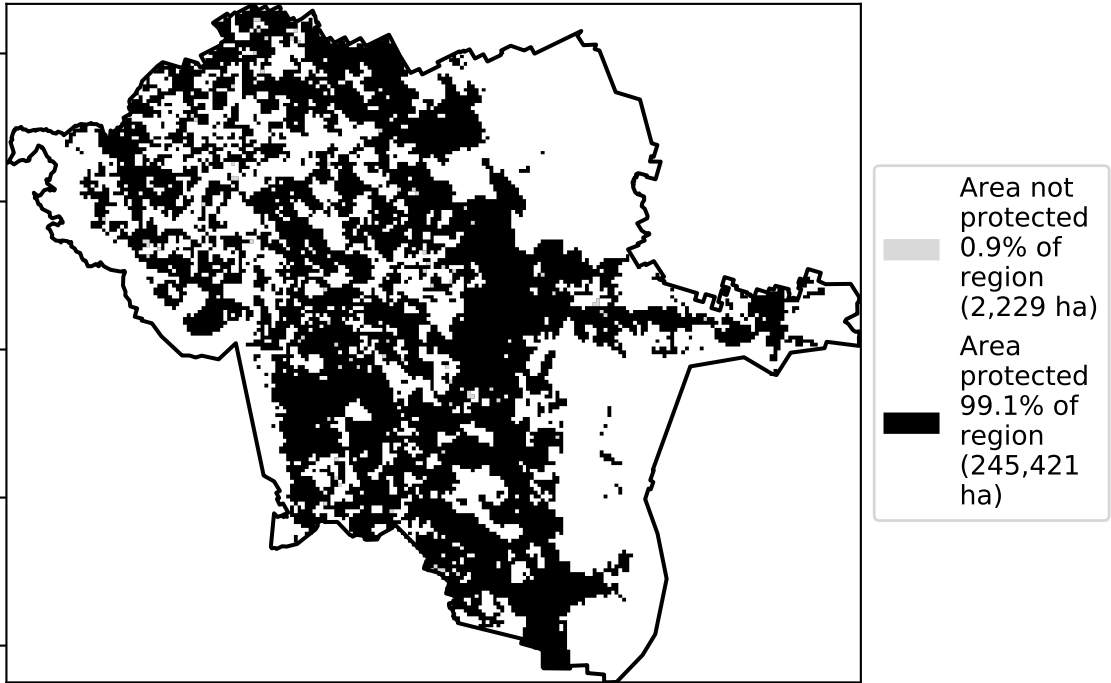 Area not
protected
0.9% of
region
(2,229 ha)
Area
protected
99.1% of
region
(245,421
ha)